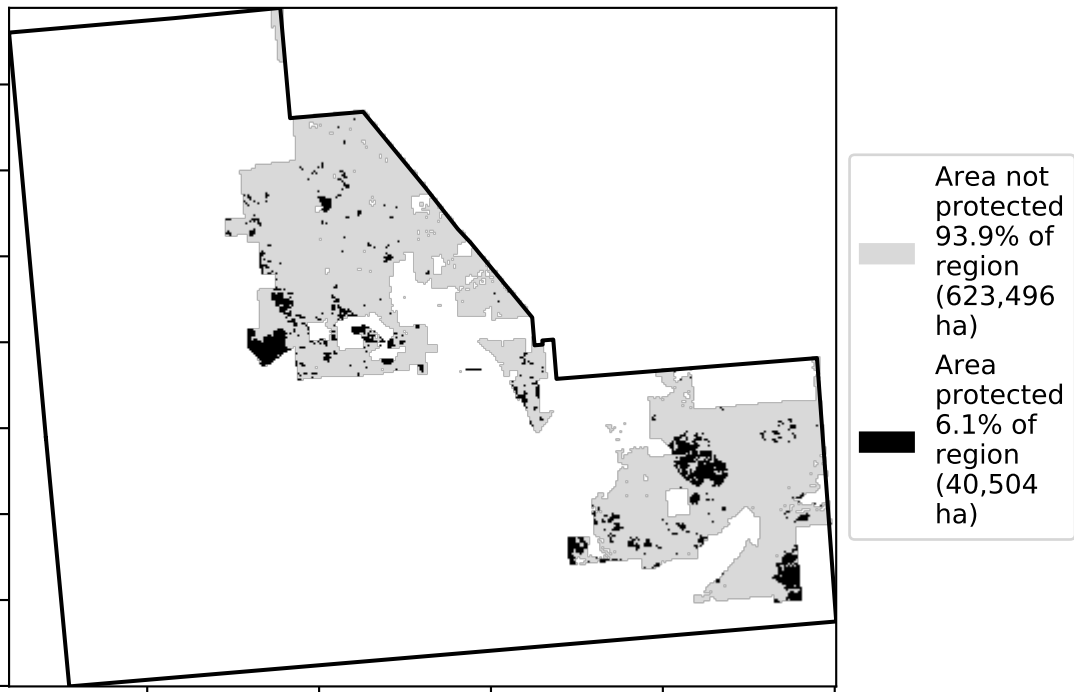 Area not
protected
93.9% of
region
(623,496
ha)
Area
protected
6.1% of
region
(40,504
ha)